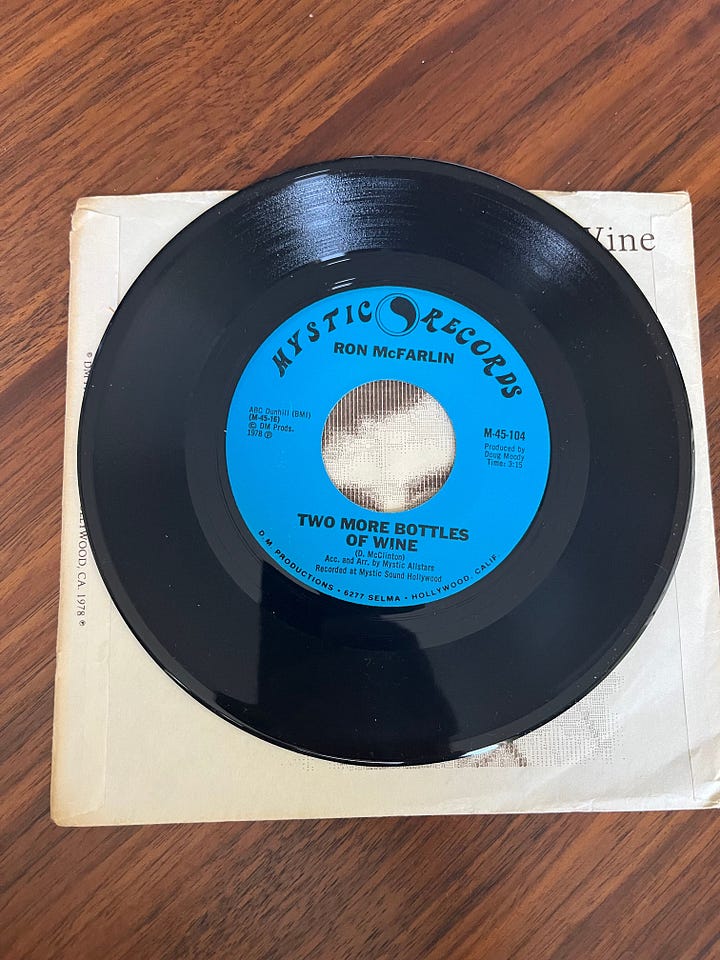 Wine
MYSTIC RECORDS
RON McFARLIN
ABC Dunhill (BMI)
(M-45-16)
© DM Prods.
1978 ℗
M-45-104
Produced by
Doug Moody
Time: 3:15
TWO MORE BOTTLES
OF WINE
(D. McClinton)
Acc. and Arr. by Mystic Allstars
Recorded at Mystic Sound Hollywood
D.M. PRODUCTIONS • 6277 SELMA • HOLLYWOOD, CALIF.
CA 1978 ℗